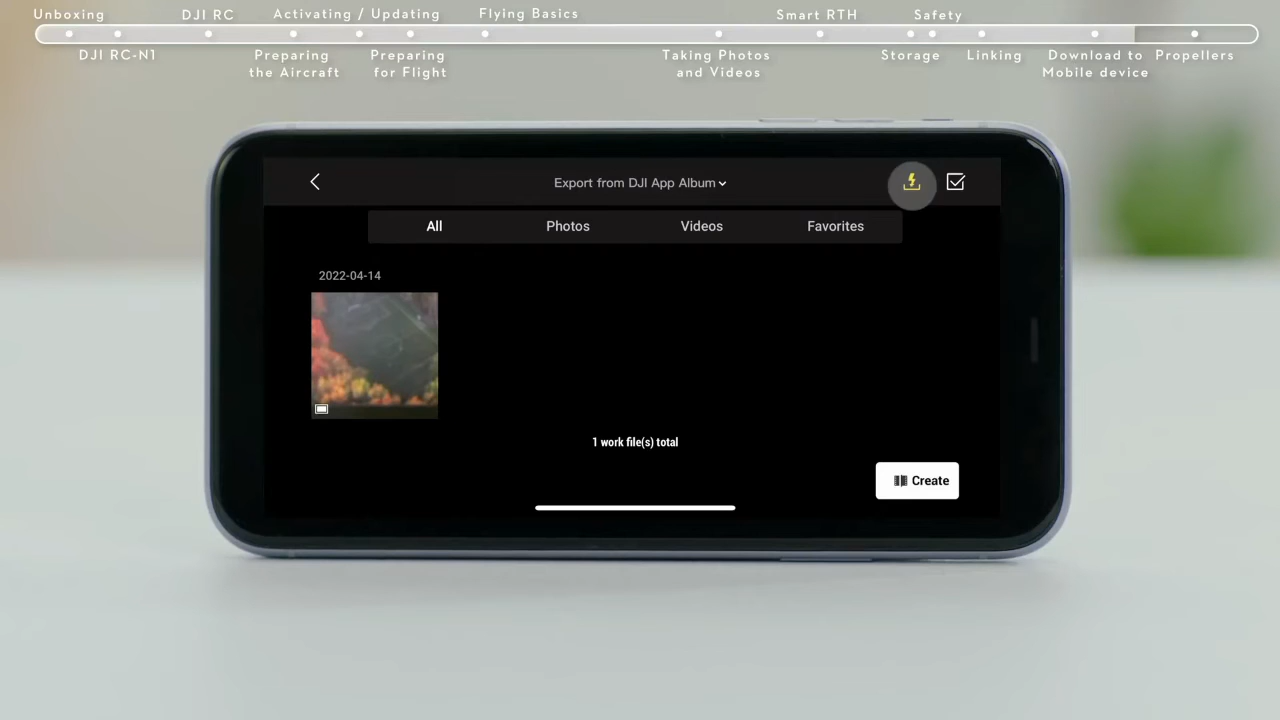 Unboxing
DJI RC
Activating / Updating
Flying Basics
Smart RTH
Safety
DJI RC-N1
Preparing
the Aircraft
Preparing
for Flight
Taking Photos
and Videos
Storage
Linking
Download to
Mobile device
Propellers
Export from DJI App Album
All
Photos
Videos
Favorites
2022-04-14
1 work file(s) total
Create